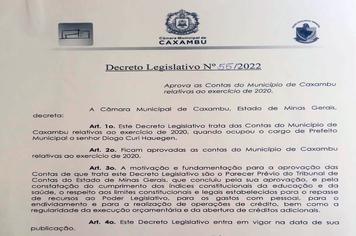 Câmara Municipal de
CAXAMBU
Decreto Legislativo Nº 55/2022
Aprova as Contas do Município de Caxambu
relativas ao exercício de 2020.
A Câmara Municipal de Caxambu, Estado de Minas Gerais,
decreta:
Art. 1o. Este Decreto Legislativo trata das Contas do Município de
Caxambu relativas ao exercício de 2020, quando ocupou o cargo de Prefeito
Municipal o senhor Diogo Curi Hauegen.
Art. 2o. Ficam aprovadas as contas do Município de Caxambu
relativas ao exercício de 2020.
Art. 3o. A motivação e fundamentação para a aprovação das
Contas de que trata este Decreto Legislativo são o Parecer Prévio do Tribunal de
Contas do Estado de Minas Gerais, que concluiu pela sua aprovação, e pela
constatação do cumprimento dos índices constitucionais da educação e da
saúde, o respeito aos limites constitucionais e legais estabelecidos para o repasse
de recursos ao Poder Legislativo, para os gastos com pessoal, para o
endividamento e para a realização de operações de crédito, bem como a
regularidade da execução orçamentária e da abertura de créditos adicionais.
Art. 4o. Este Decreto Legislativo entra em vigor na data de sua
publicação.